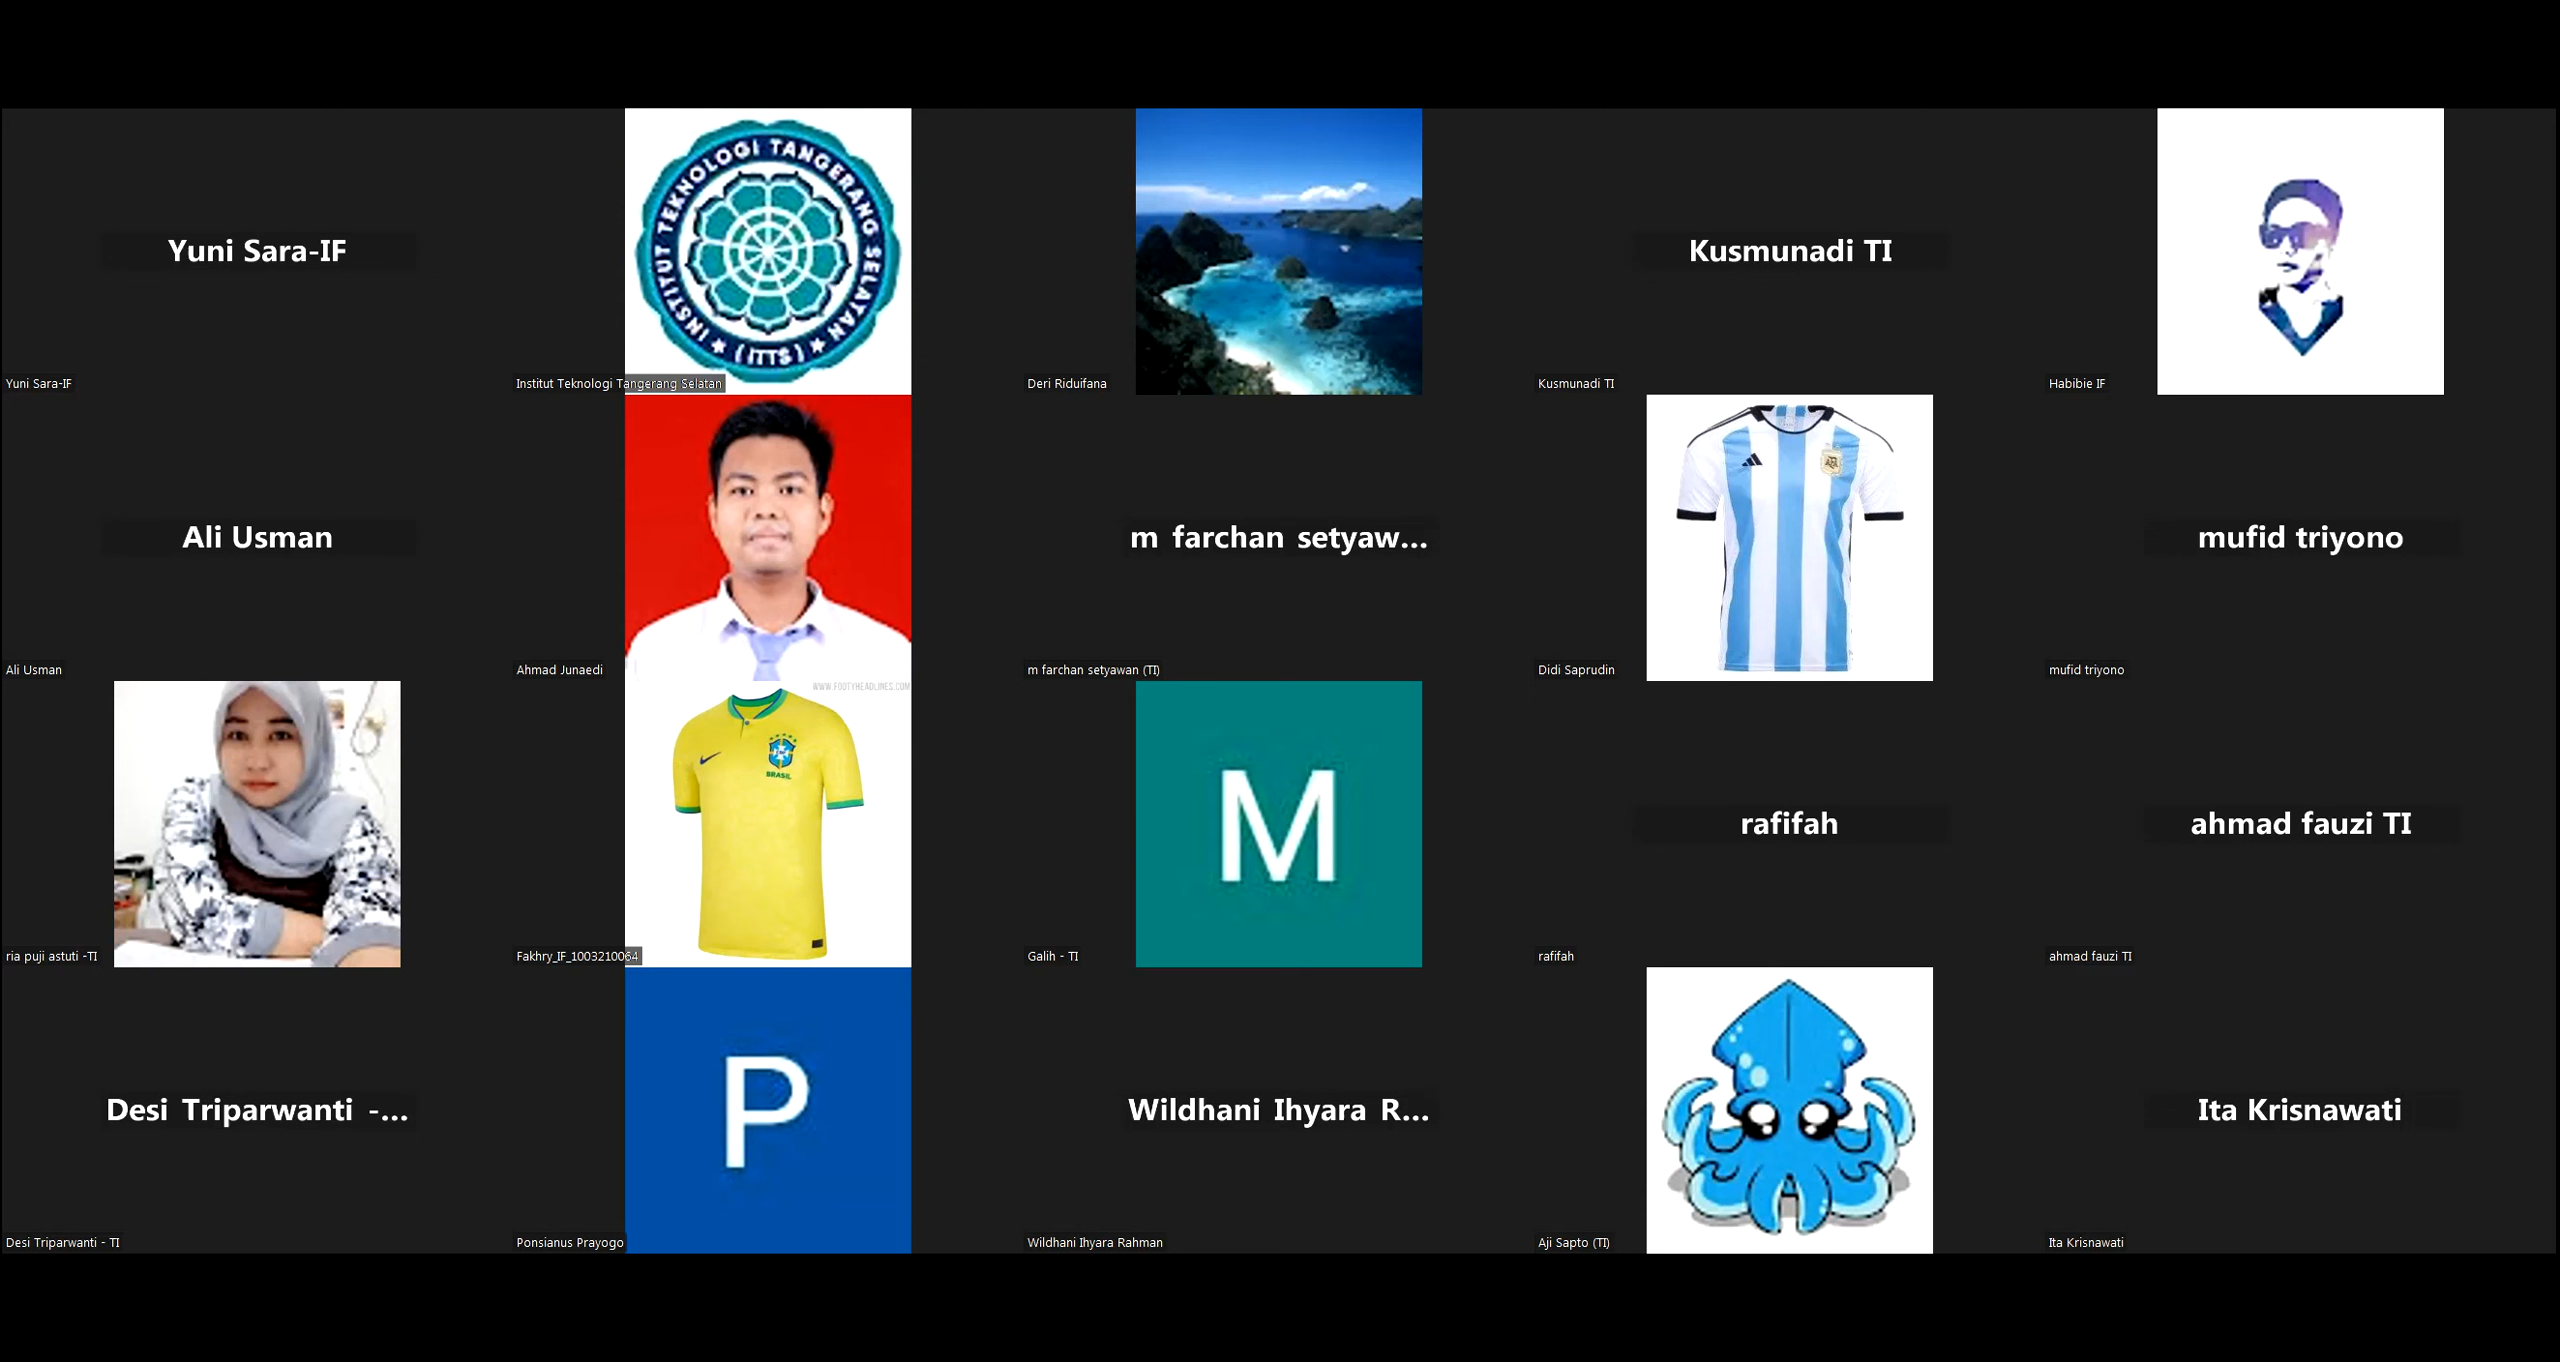 Yuni Sara-IF
INSTITUT TEKNOLOGI TANGERANG SELATAN
(ITTS)
Kusmunadi TI
Yuni Sara-IF
Institut Teknologi Tangerang Selatan
Deri Riduifana
Kusmunadi TI
Habibie IF
Ali Usman
m farchan setyaw...
mufid triyono
Ali Usman
Ahmad Junaedi
m farchan setyawan (TI)
Didi Saprudin
mufid triyono
WWW.FOOTYHEADLINES.COM
BRASIL
M
rafifah
ahmad fauzi TI
ria puji astuti -TI
Fakhry_IF_1003210064
Galih - TI
rafifah
ahmad fauzi TI
Desi Triparwanti -...
P
Wildhani Ihyara R...
Ita Krisnawati
Desi Triparwanti - TI
Ponsianus Prayogo
Wildhani Ihyara Rahman
Aji Sapto (TI)
Ita Krisnawati